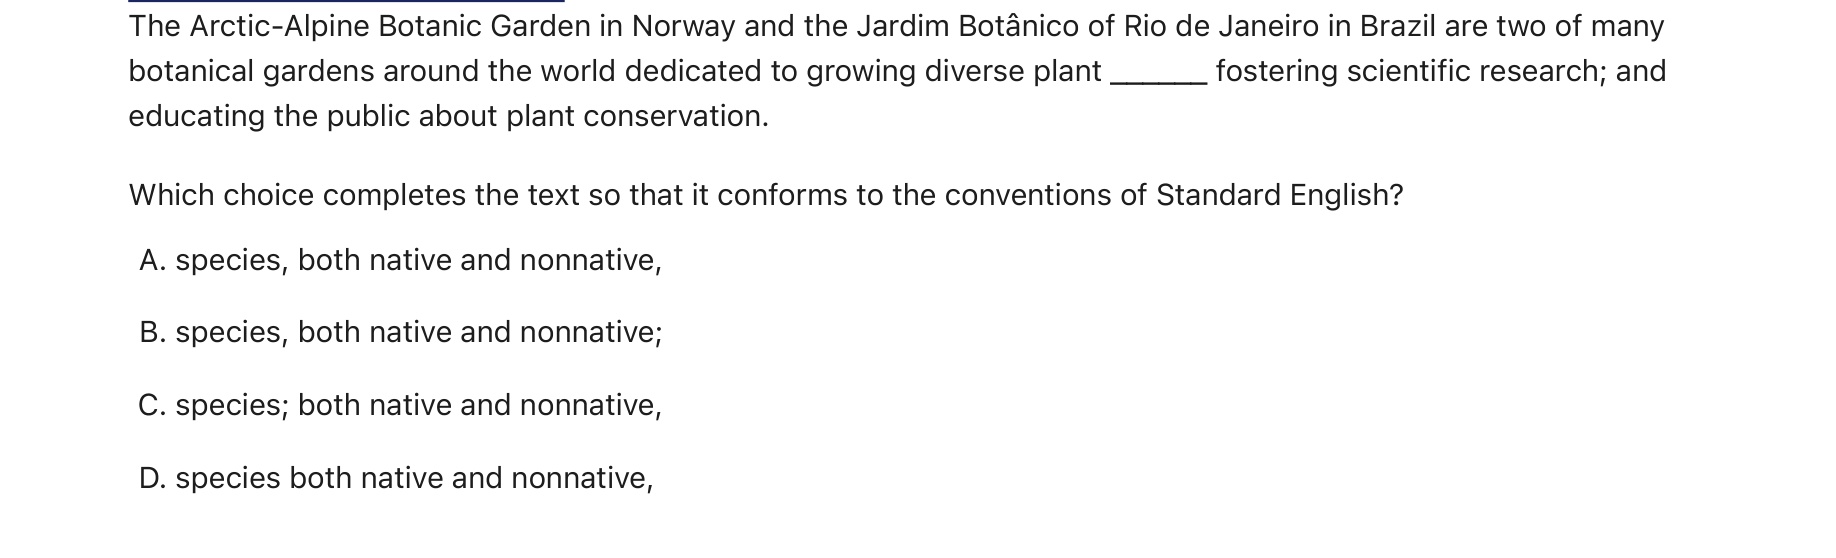 The Arctic-Alpine Botanic Garden in Norway and the Jardim Botânico of Rio de Janeiro in Brazil are two of many
botanical gardens around the world dedicated to growing diverse plant ______ fostering scientific research; and
educating the public about plant conservation.
Which choice completes the text so that it conforms to the conventions of Standard English?
A. species, both native and nonnative,
B. species, both native and nonnative;
C. species; both native and nonnative,
D. species both native and nonnative,